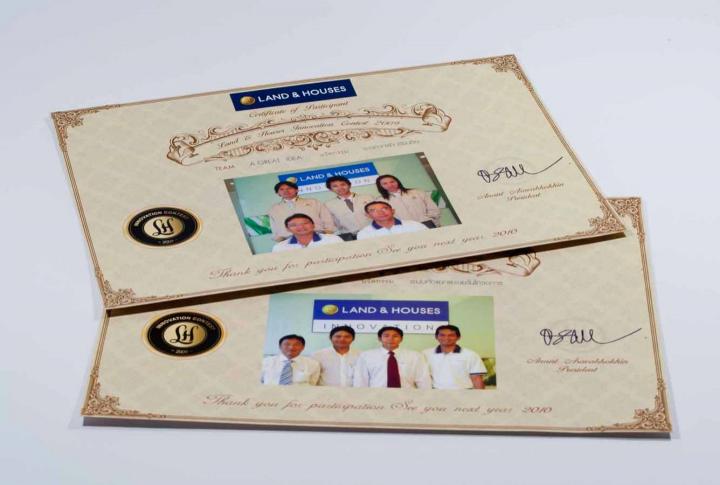 LAND & HOUSES
Certificate of Participant
Land & Houses Innovation Contest 2009
TEAM A GREAT IDEA
LAND & HOUSES
INNOVATION
INNOVATION CONTEST
LH
2009
Anant Asavabhokhin
President
Thank you for participation See you next year 2010
LAND & HOUSES
INNOVATION
INNOVATION CONTEST
LH
2009
Anant Asavabhokhin
President
Thank you for participation See you next year 2010